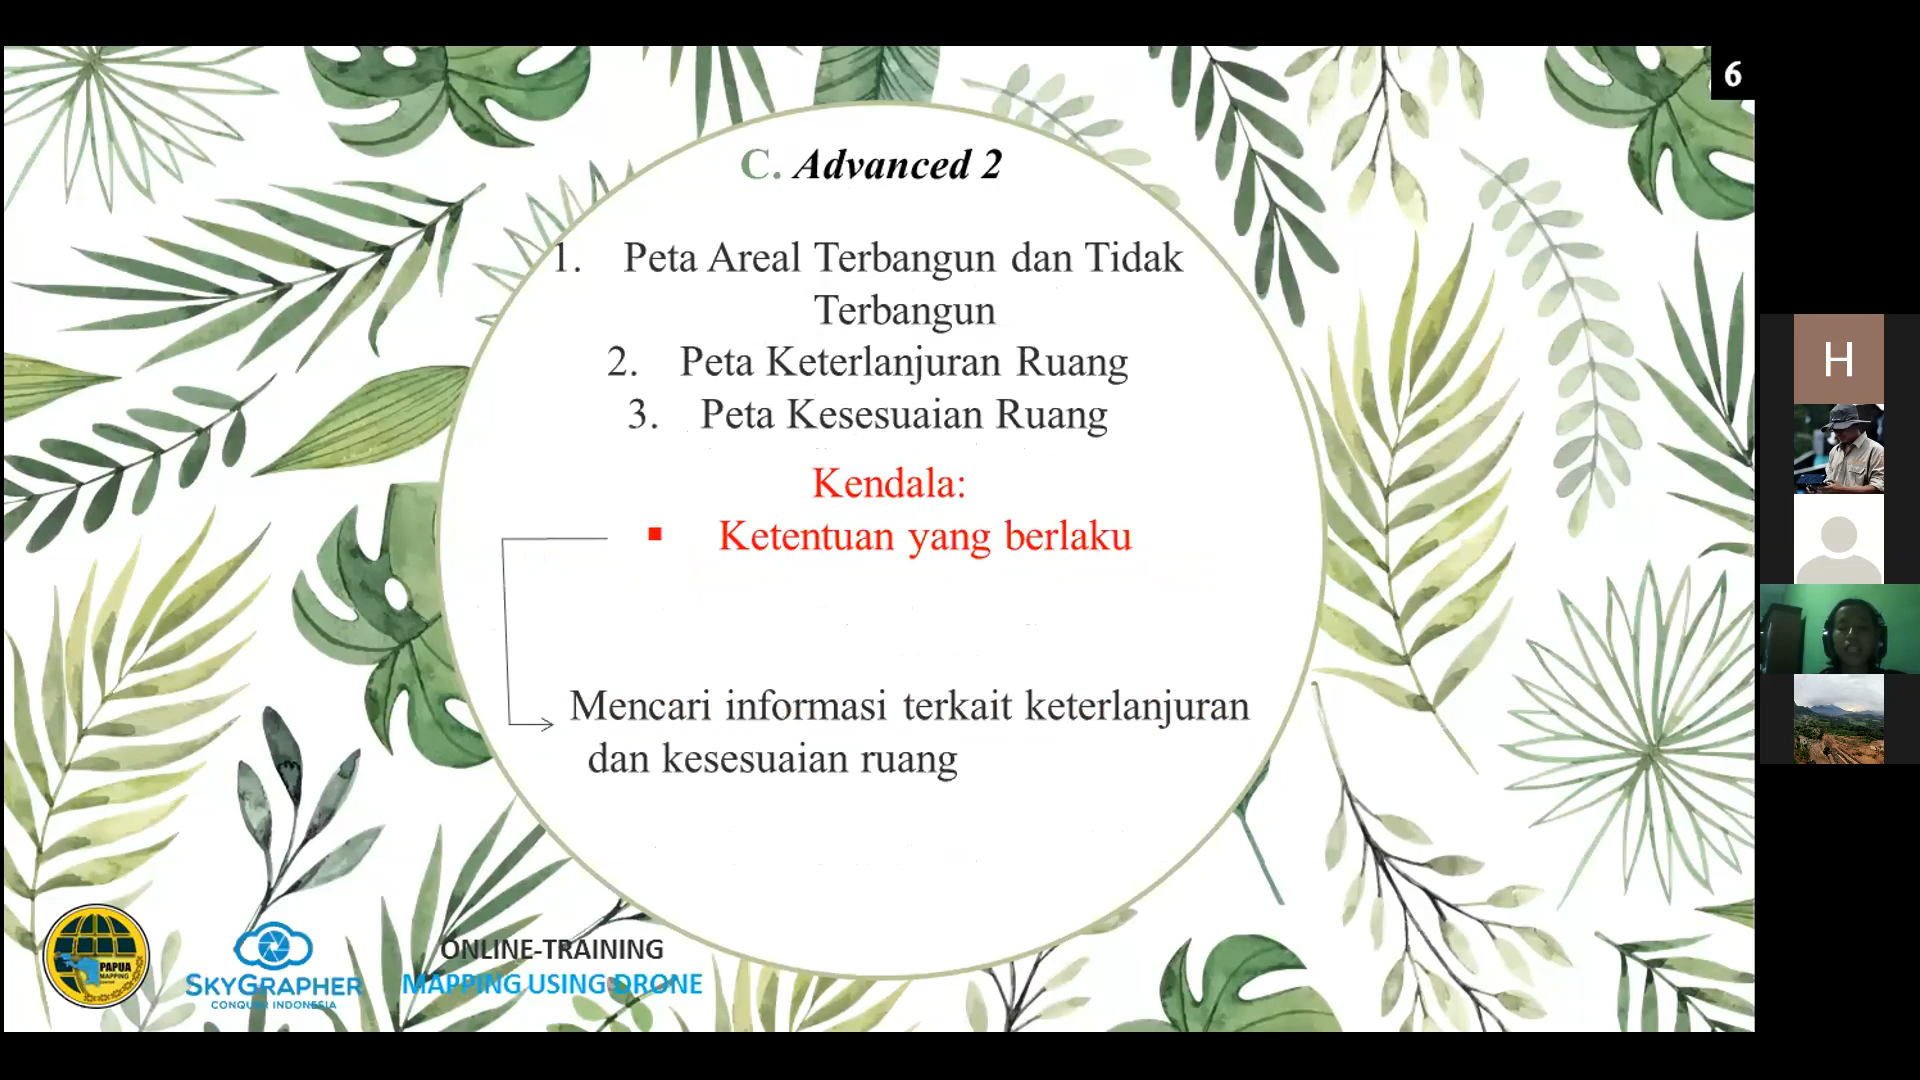 6
C. Advanced 2
1. Peta Areal Terbangun dan Tidak
Terbangun
2. Peta Keterlanjuran Ruang
3. Peta Kesesuaian Ruang
Kendala:
▪ Ketentuan yang berlaku
Mencari informasi terkait keterlanjuran
dan kesesuaian ruang
H
PAPUA
MAPPING
SKYGRAPHER
CONQUER INDONESIA
ONLINE-TRAINING
MAPPING USING DRONE